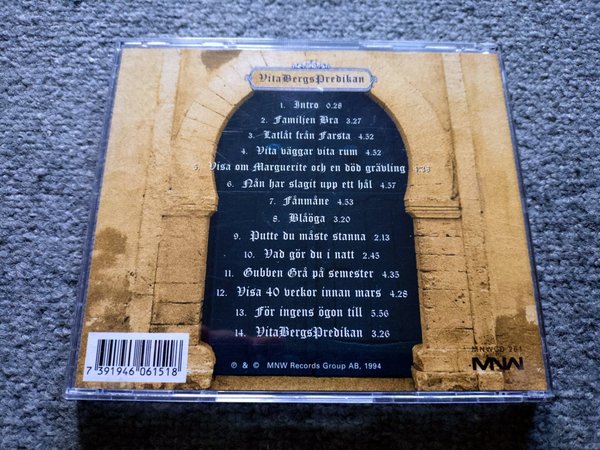 VitaBergsPredikan
1. Intro 0.28
2. Familjen Bra 3.27
3. Latlåt från Farsta 4.52
4. Vita väggar vita rum 4.52
5. Visa om Marguerite och en död grävling 4.38
6. Nån har slagit upp ett hål 4.57
7. Fånmåne 4.53
8. Blåöga 3.20
9. Putte du måste stanna 2.13
10. Vad gör du i natt 2.45
11. Gubben Grå på semester 4.35
12. Visa 40 veckor innan mars 4.28
13. För ingens ögon till 5.56
14. VitaBergsPredikan 3.26
℗ & © MNW Records Group AB, 1994
7 391946 061518
MNWCD 261
MNW